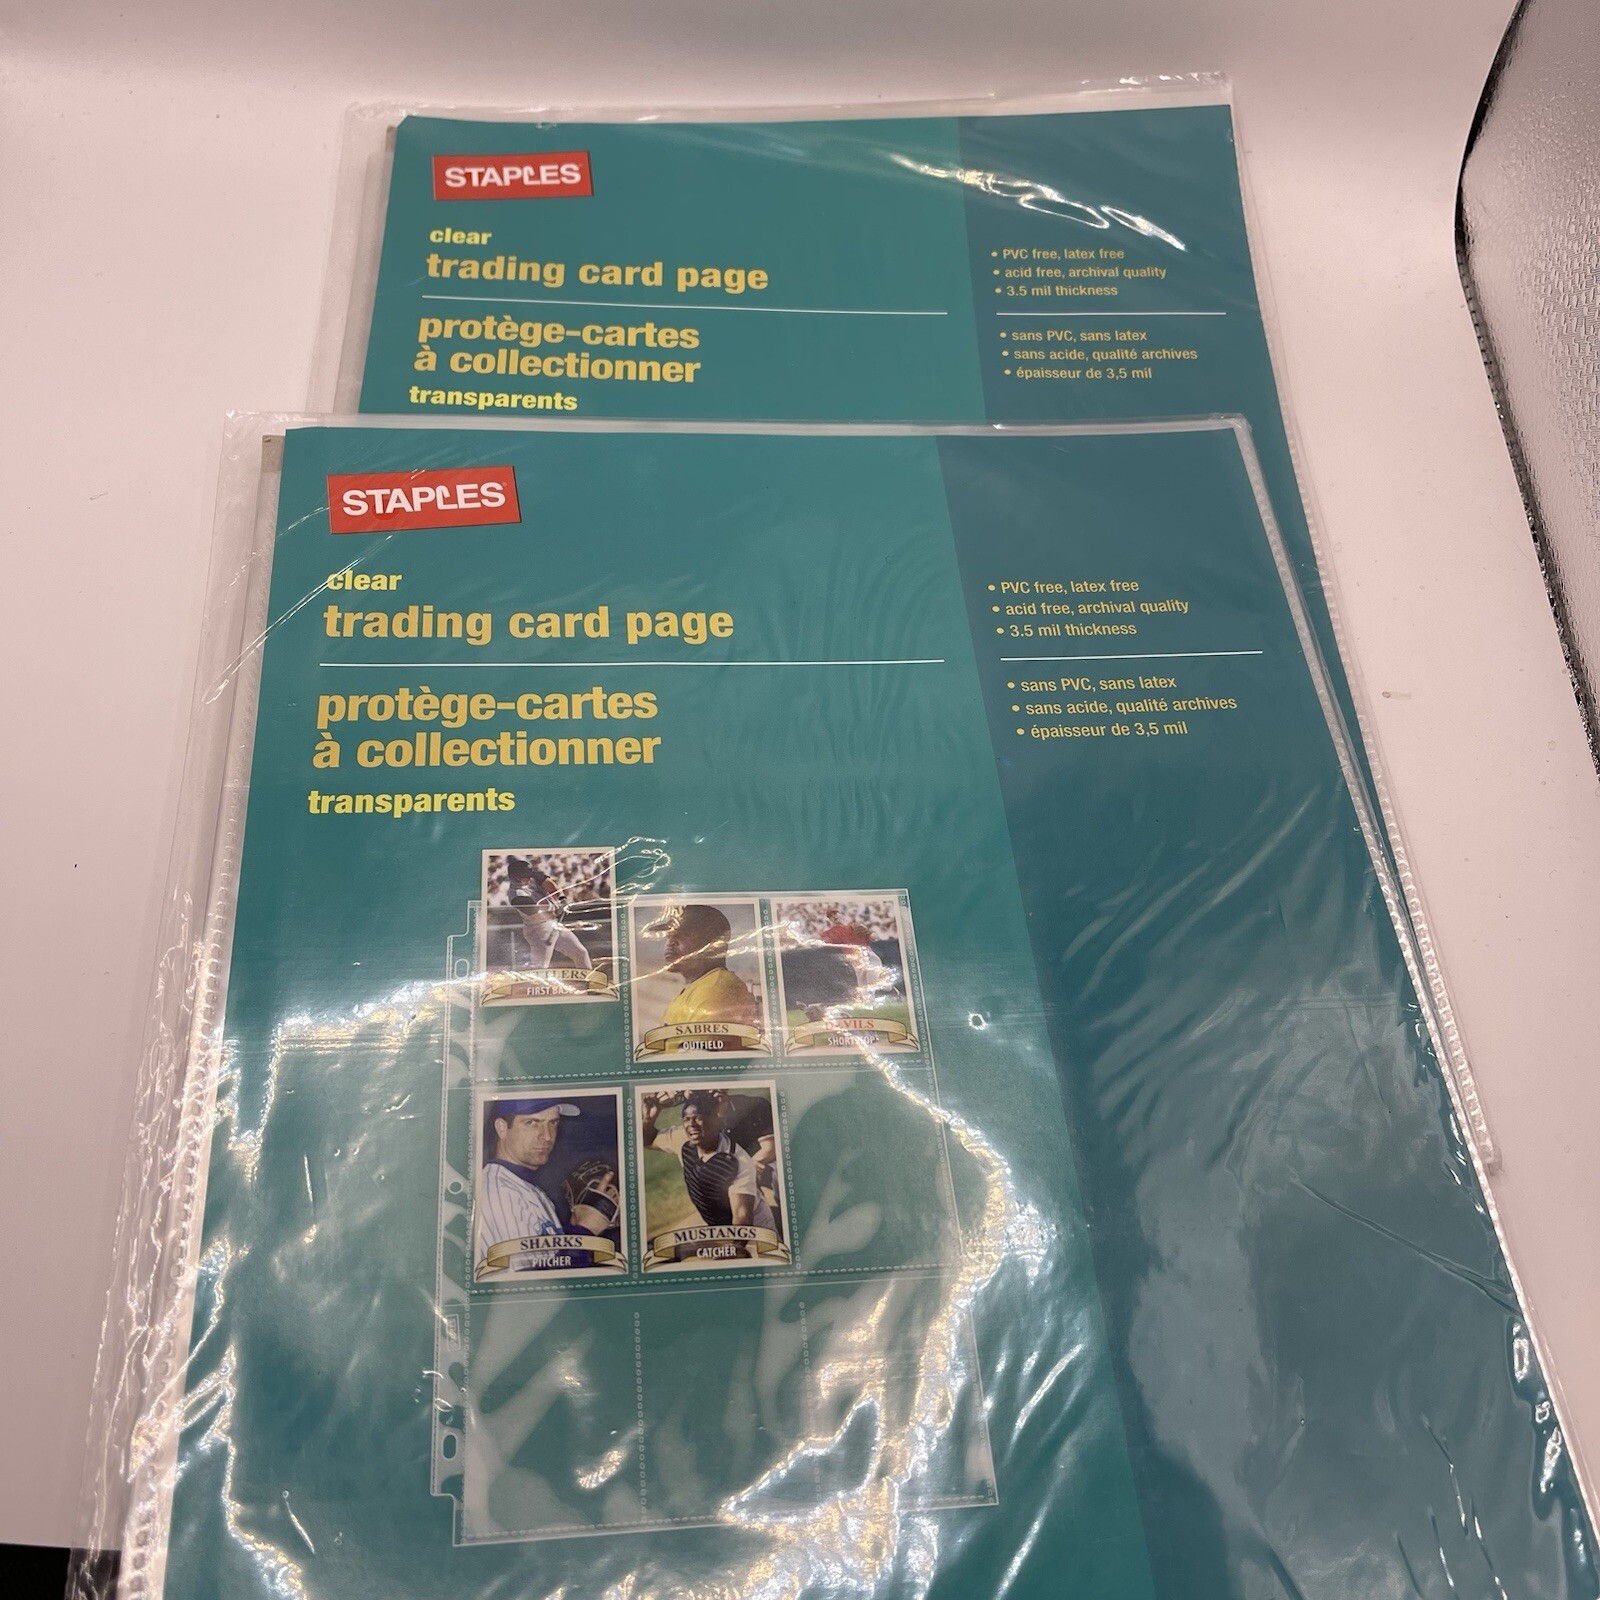 STAPLES
clear
trading card page
protège-cartes
à collectionner
transparents
• PVC free, latex free
• acid free, archival quality
• 3.5 mil thickness
• sans PVC, sans latex
• sans acide, qualité archives
• épaisseur de 3,5 mil
STAPLES
clear
trading card page
protège-cartes
à collectionner
transparents
• PVC free, latex free
• acid free, archival quality
• 3.5 mil thickness
• sans PVC, sans latex
• sans acide, qualité archives
• épaisseur de 3,5 mil
FIRST
SABRES
OUTFIELD
DEVILS
SHORTSTOP
SHARKS
PITCHER
MUSTANGS
CATCHER